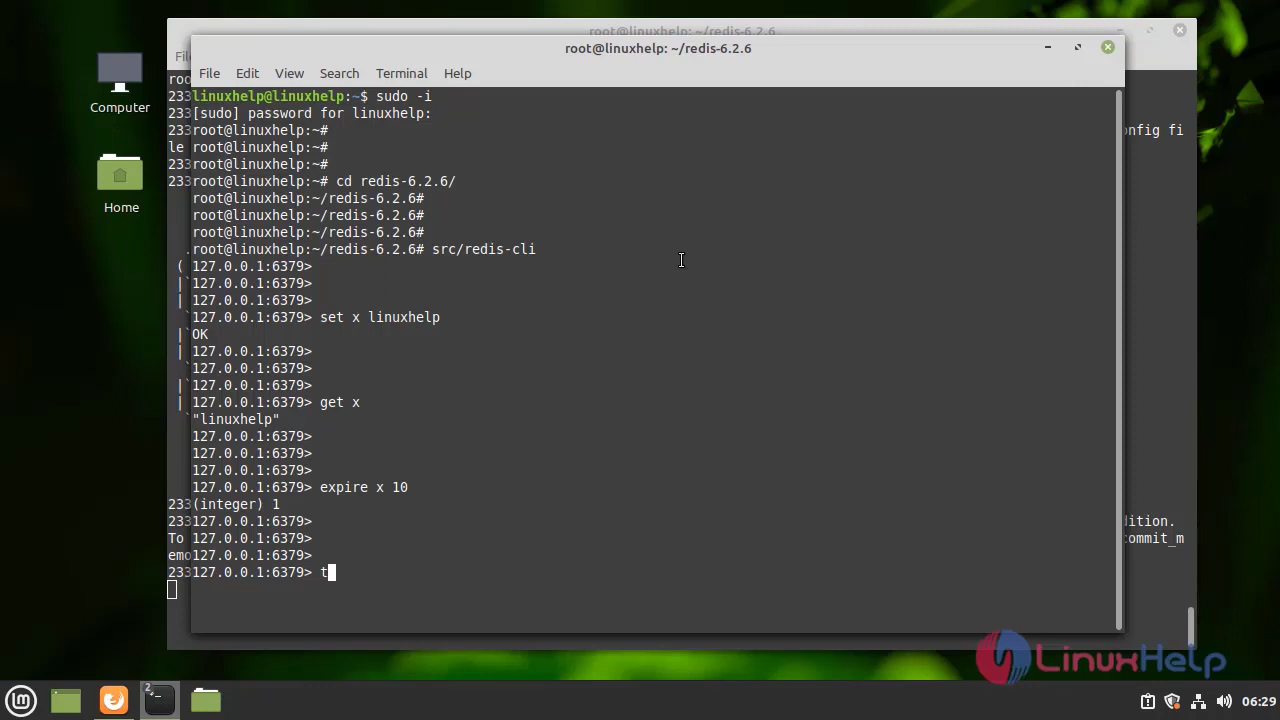 Computer
Home
root@linuxhelp: ~/redis-6.2.6
root@linuxhelp: ~/redis-6.2.6
File Edit View Search Terminal Help
linuxhelp@linuxhelp:~$ sudo -i
[sudo] password for linuxhelp:
root@linuxhelp:~#
root@linuxhelp:~#
root@linuxhelp:~#
root@linuxhelp:~# cd redis-6.2.6/
root@linuxhelp:~/redis-6.2.6#
root@linuxhelp:~/redis-6.2.6#
root@linuxhelp:~/redis-6.2.6#
root@linuxhelp:~/redis-6.2.6# src/redis-cli
127.0.0.1:6379>
127.0.0.1:6379>
127.0.0.1:6379>
127.0.0.1:6379> set x linuxhelp
OK
127.0.0.1:6379>
127.0.0.1:6379>
127.0.0.1:6379>
127.0.0.1:6379> get x
"linuxhelp"
127.0.0.1:6379>
127.0.0.1:6379>
127.0.0.1:6379>
127.0.0.1:6379> expire x 10
(integer) 1
127.0.0.1:6379>
127.0.0.1:6379>
127.0.0.1:6379>
127.0.0.1:6379> t
LinuxHelp
2
06:29